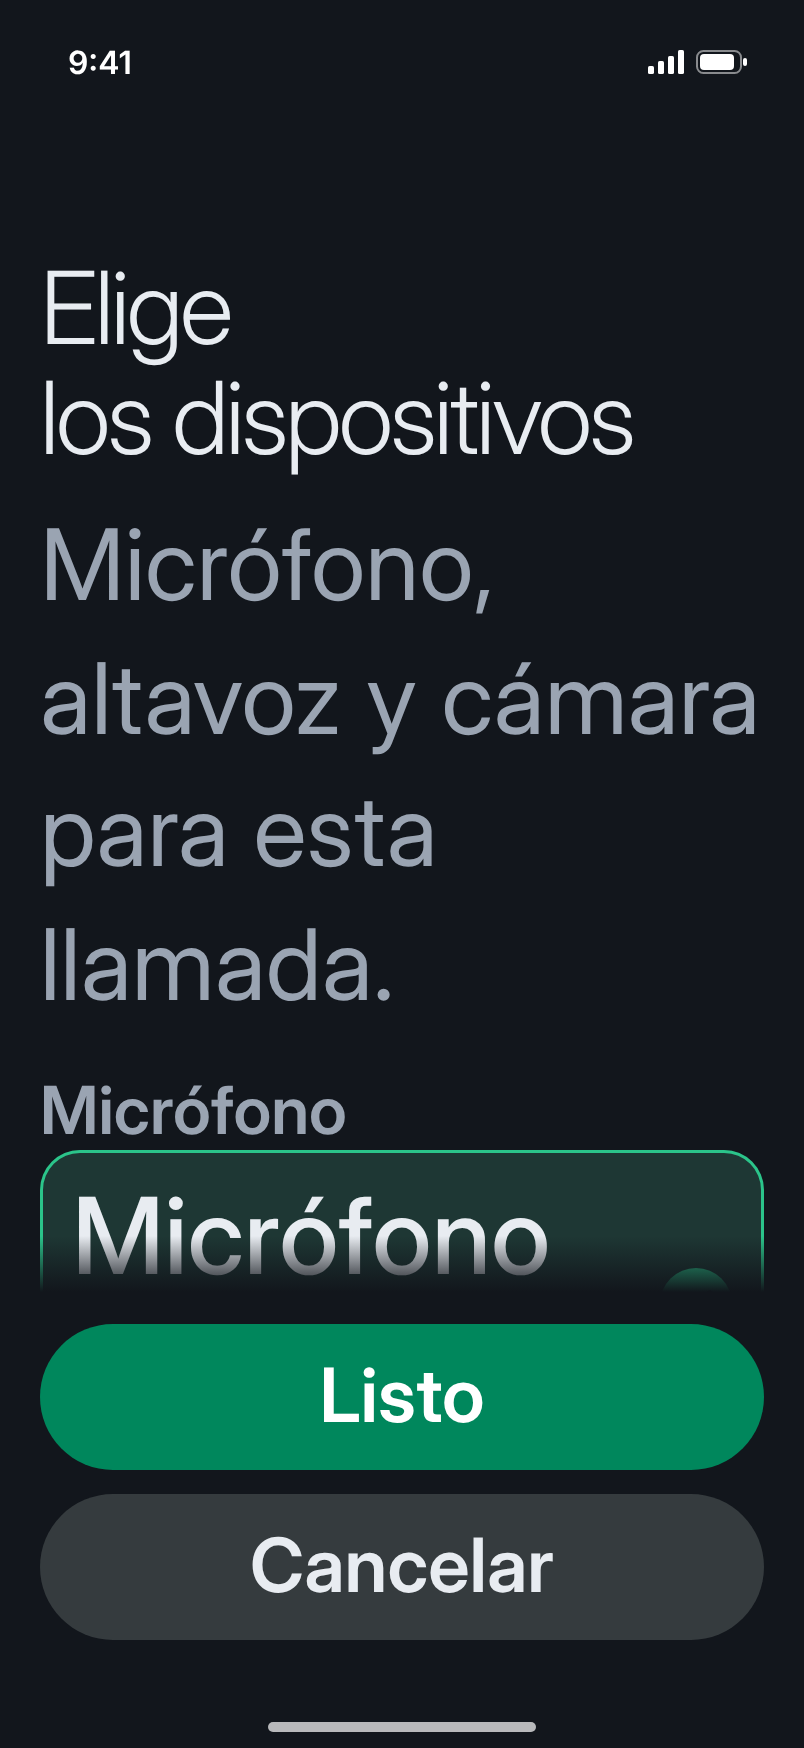 9:41
Elige
los dispositivos
Micrófono,
altavoz y cámara
para esta
llamada.
Micrófono
Micrófono
Listo
Cancelar